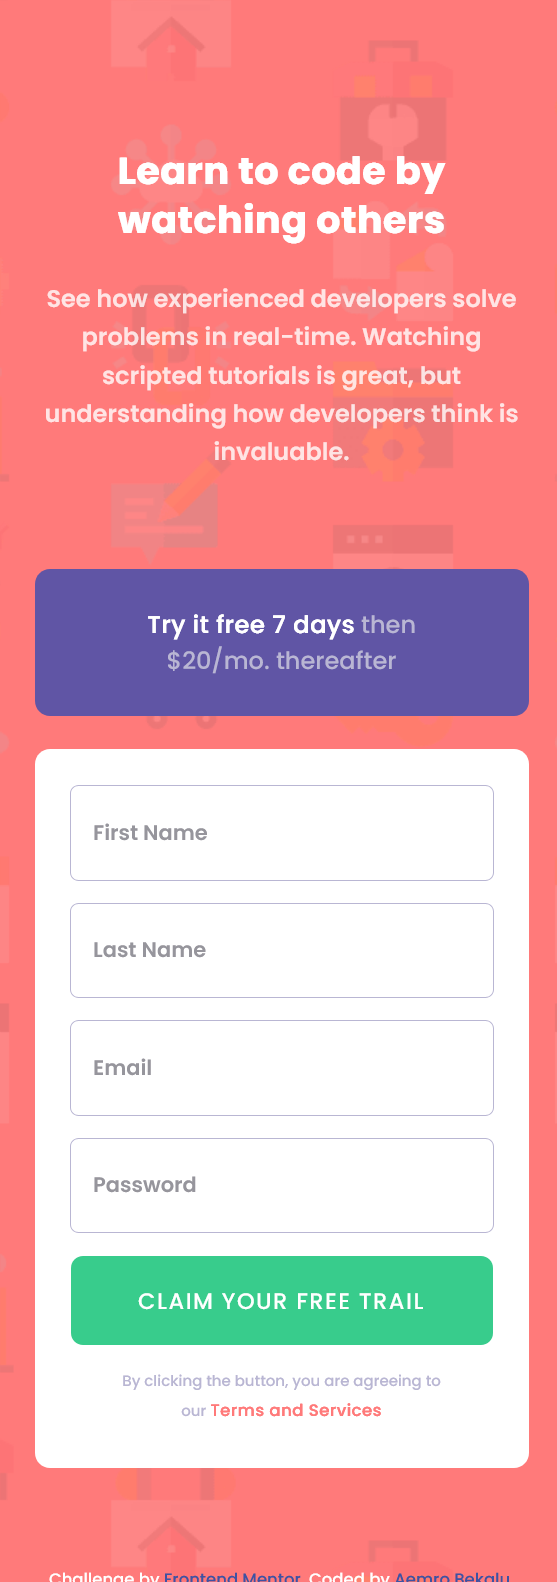 Learn to code by
watching others
See how experienced developers solve
problems in real-time. Watching
scripted tutorials is great, but
understanding how developers think is
invaluable.
Try it free 7 days then
$20/mo. thereafter
First Name
Last Name
Email
Password
CLAIM YOUR FREE TRAIL
By clicking the button, you are agreeing to
our Terms and Services
Challenge by Frontend Mentor. Coded by Aemro Bekalu